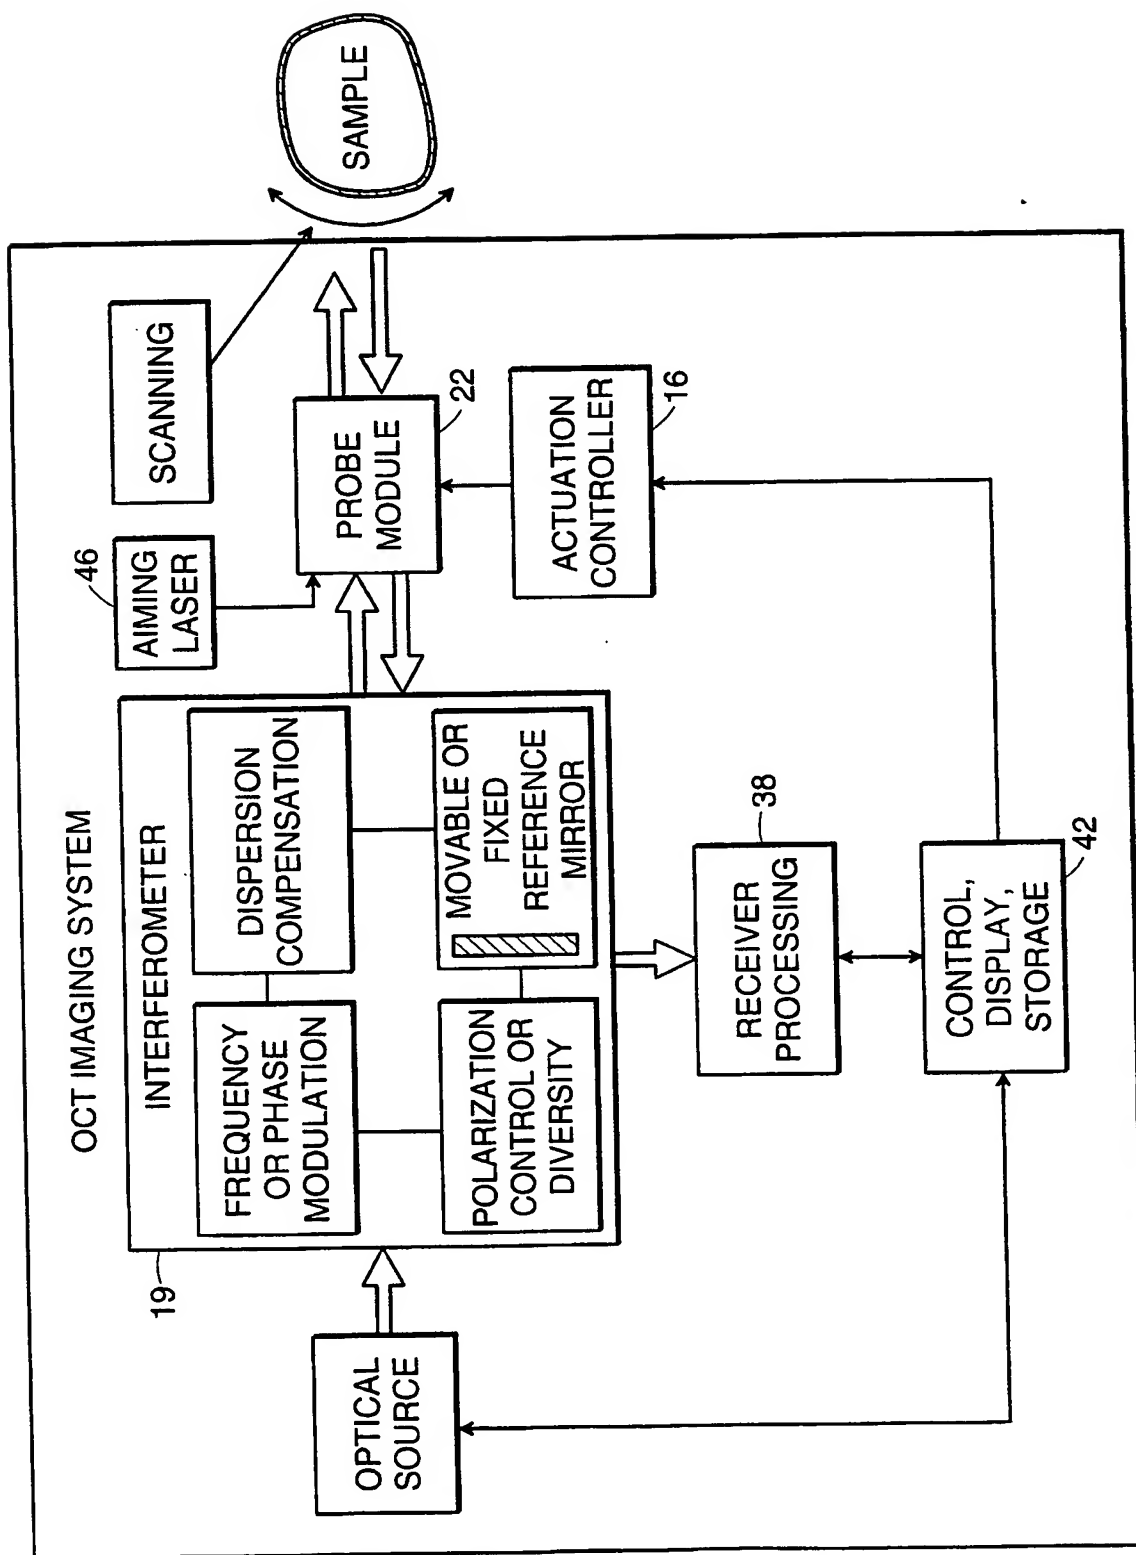 OCT IMAGING SYSTEM
INTERFEROMETER
19
FREQUENCY
OR PHASE
MODULATION
DISPERSION
COMPENSATION
POLARIZATION
CONTROL OR
DIVERSITY
MOVABLE OR
FIXED
REFERENCE
MIRROR
OPTICAL
SOURCE
46
AIMING
LASER
SCANNING
SAMPLE
PROBE
MODULE
22
ACTUATION
CONTROLLER
16
RECEIVER
PROCESSING
38
CONTROL,
DISPLAY,
STORAGE
42